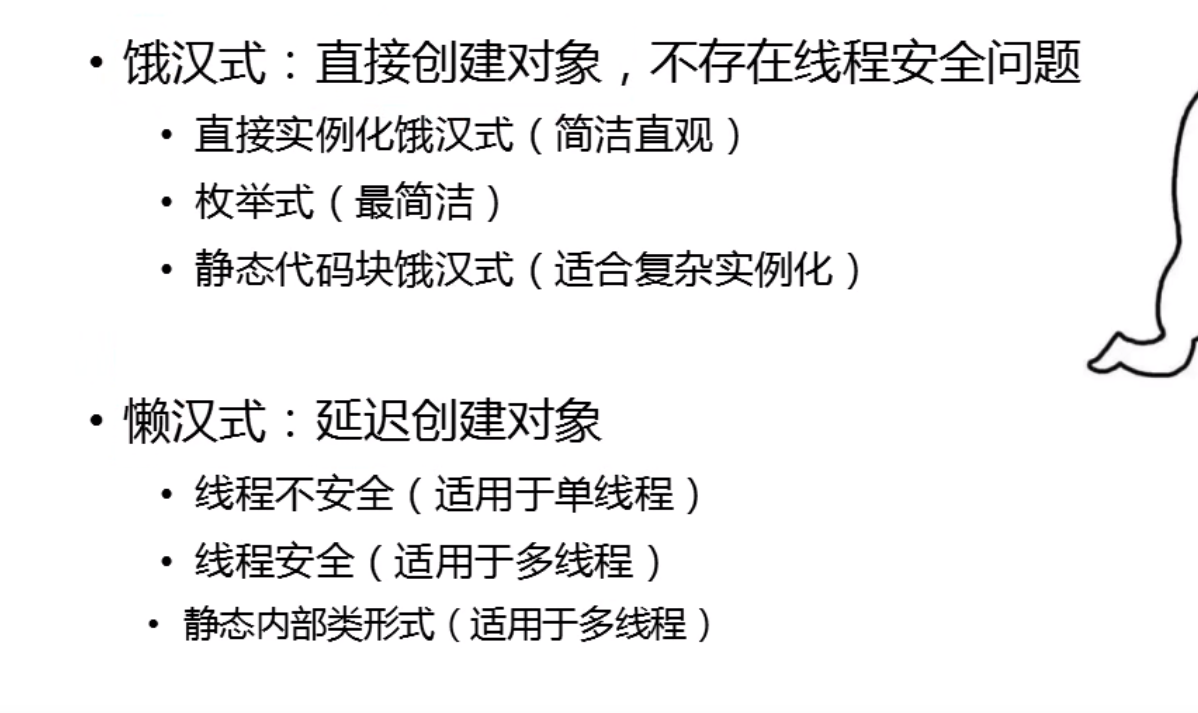 • 饿汉式：直接创建对象，不存在线程安全问题
• 直接实例化饿汉式（简洁直观）
• 枚举式（最简洁）
• 静态代码块饿汉式（适合复杂实例化）
• 懒汉式：延迟创建对象
• 线程不安全（适用于单线程）
• 线程安全（适用于多线程）
• 静态内部类形式（适用于多线程）